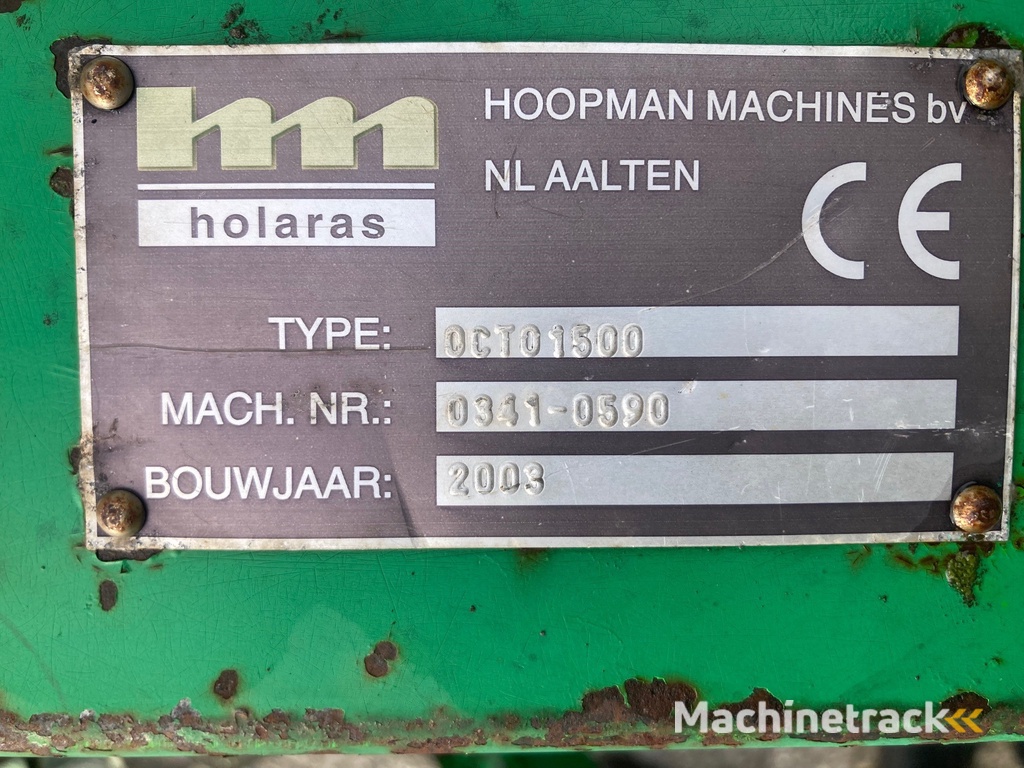 hm
HOOPMAN MACHINES bv
NL AALTEN
holaras
CE
TYPE: OCTO1500
MACH. NR.: 0341-0590
BOUWJAAR: 2003
Machinetrack